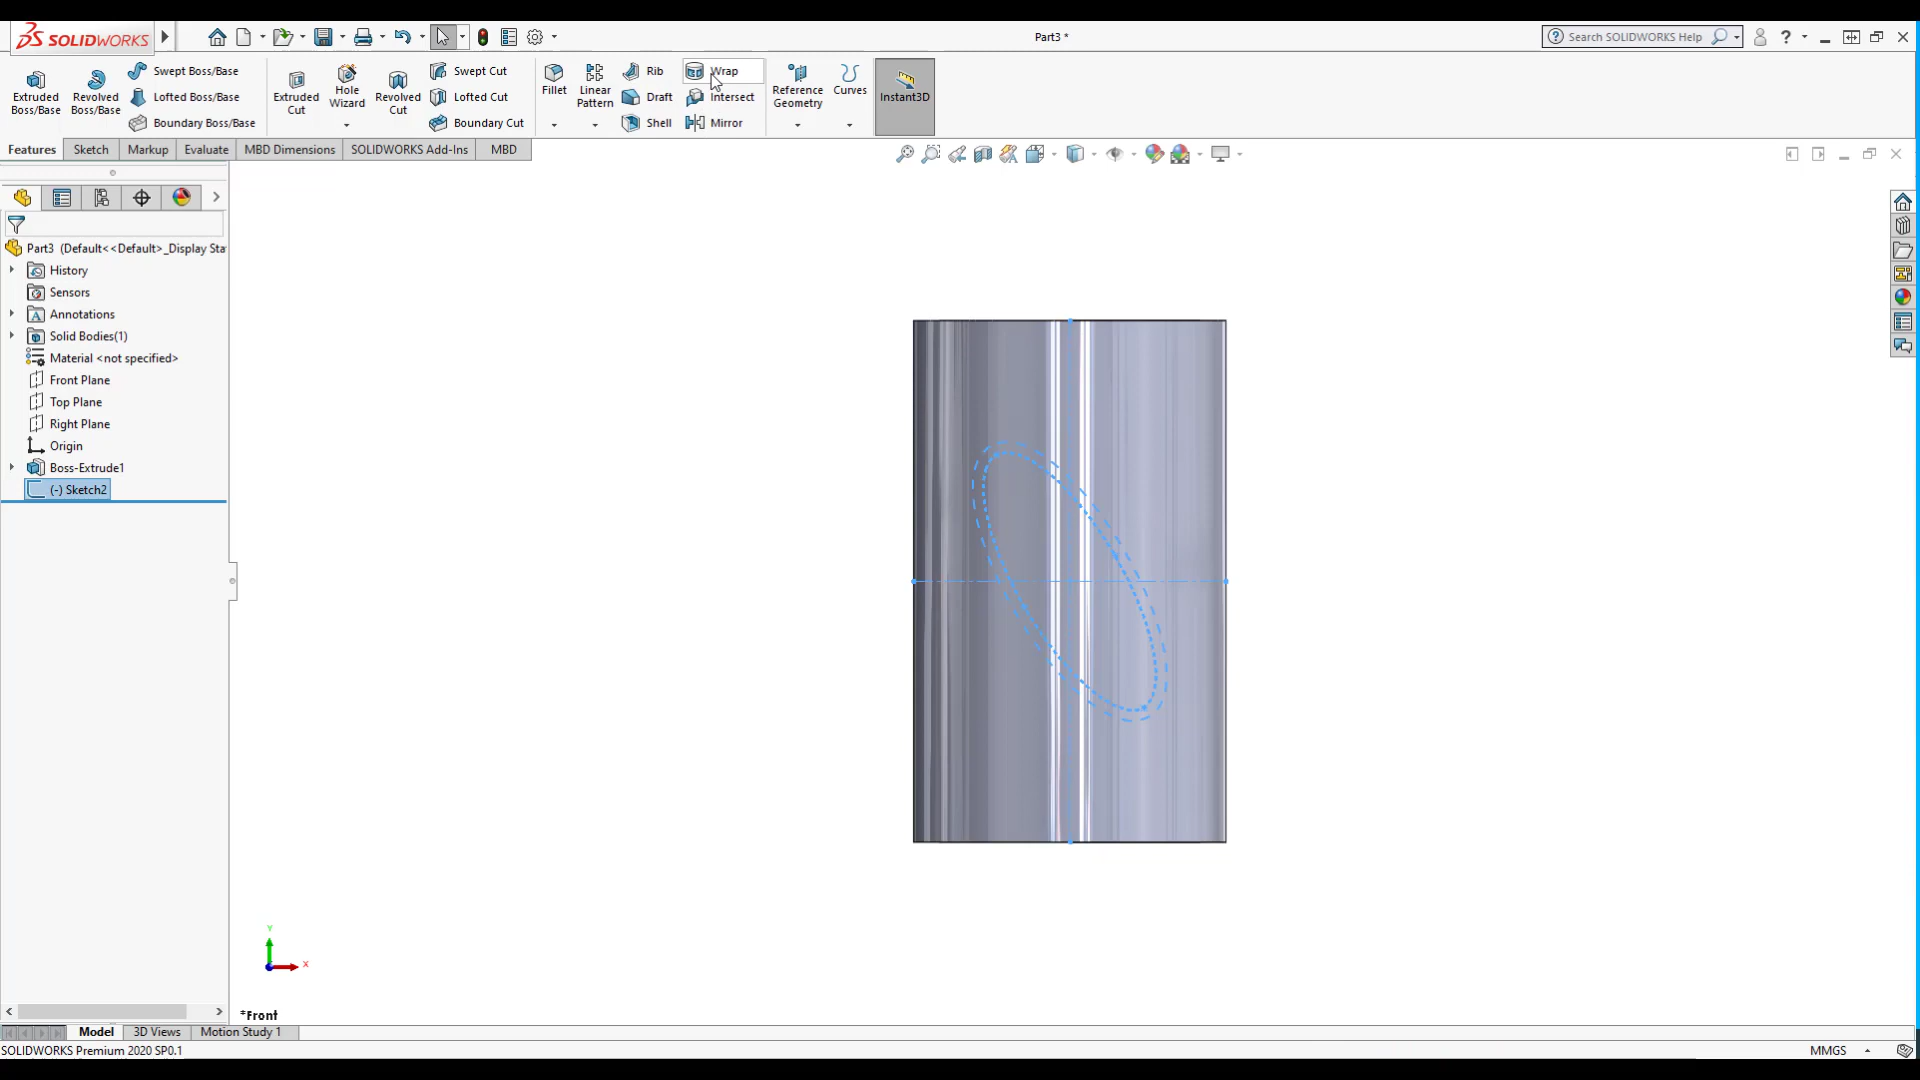 SOLIDWORKS
Part3 *
Search SOLIDWORKS Help
Extruded Boss/Base
Revolved Boss/Base
Swept Boss/Base
Lofted Boss/Base
Boundary Boss/Base
Extruded Cut
Hole Wizard
Revolved Cut
Swept Cut
Lofted Cut
Boundary Cut
Fillet
Linear Pattern
Rib
Draft
Shell
Wrap
Intersect
Mirror
Reference Geometry
Curves
Instant3D
Features
Sketch
Markup
Evaluate
MBD Dimensions
SOLIDWORKS Add-Ins
MBD
Part3 (Default<<Default>_Display Sta
History
Sensors
Annotations
Solid Bodies(1)
Material <not specified>
Front Plane
Top Plane
Right Plane
Origin
Boss-Extrude1
(-) Sketch2
Y
X
*Front
Model
3D Views
Motion Study 1
SOLIDWORKS Premium 2020 SP0.1
MMGS